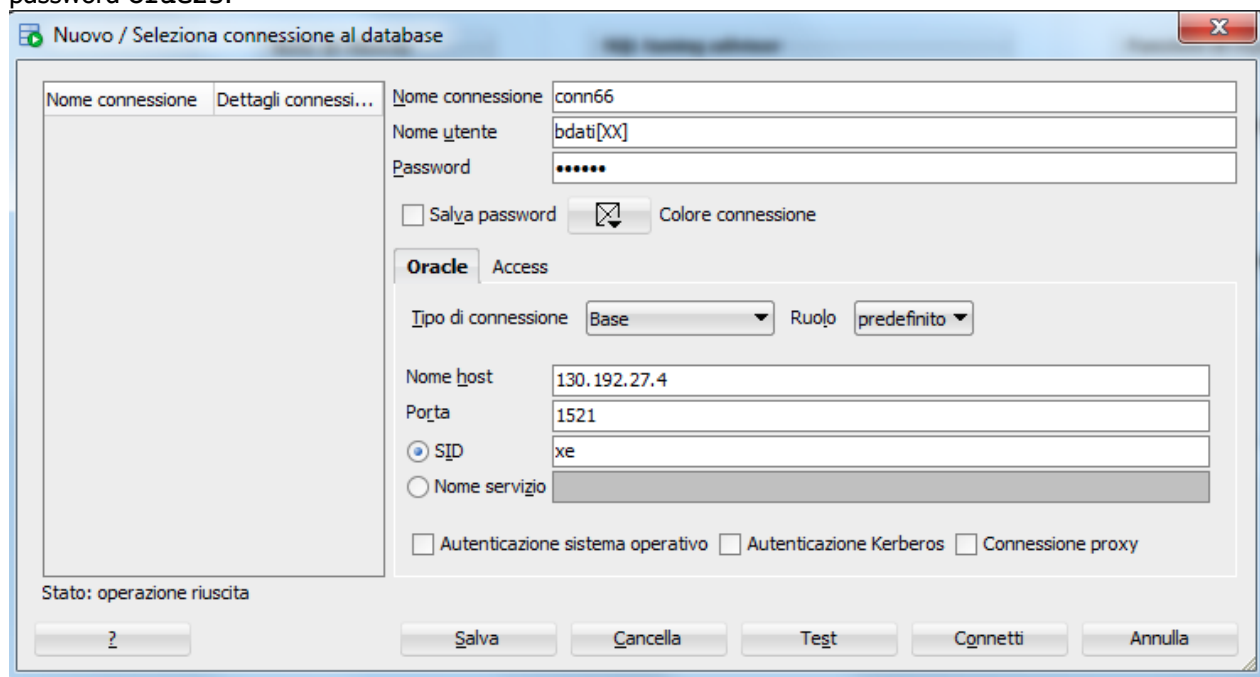 Nuovo / Seleziona connessione al database
Nome connessione Dettagli connessi...
Nome connessione conn66
Nome utente bdati[XX]
Password ••••••
Salva password Colore connessione
Oracle Access
Tipo di connessione Base Ruolo predefinito
Nome host 130.192.27.4
Porta 1521
SID xe
Nome servizio
Autenticazione sistema operativo Autenticazione Kerberos Connessione proxy
Stato: operazione riuscita
? Salva Cancella Test Connetti Annulla